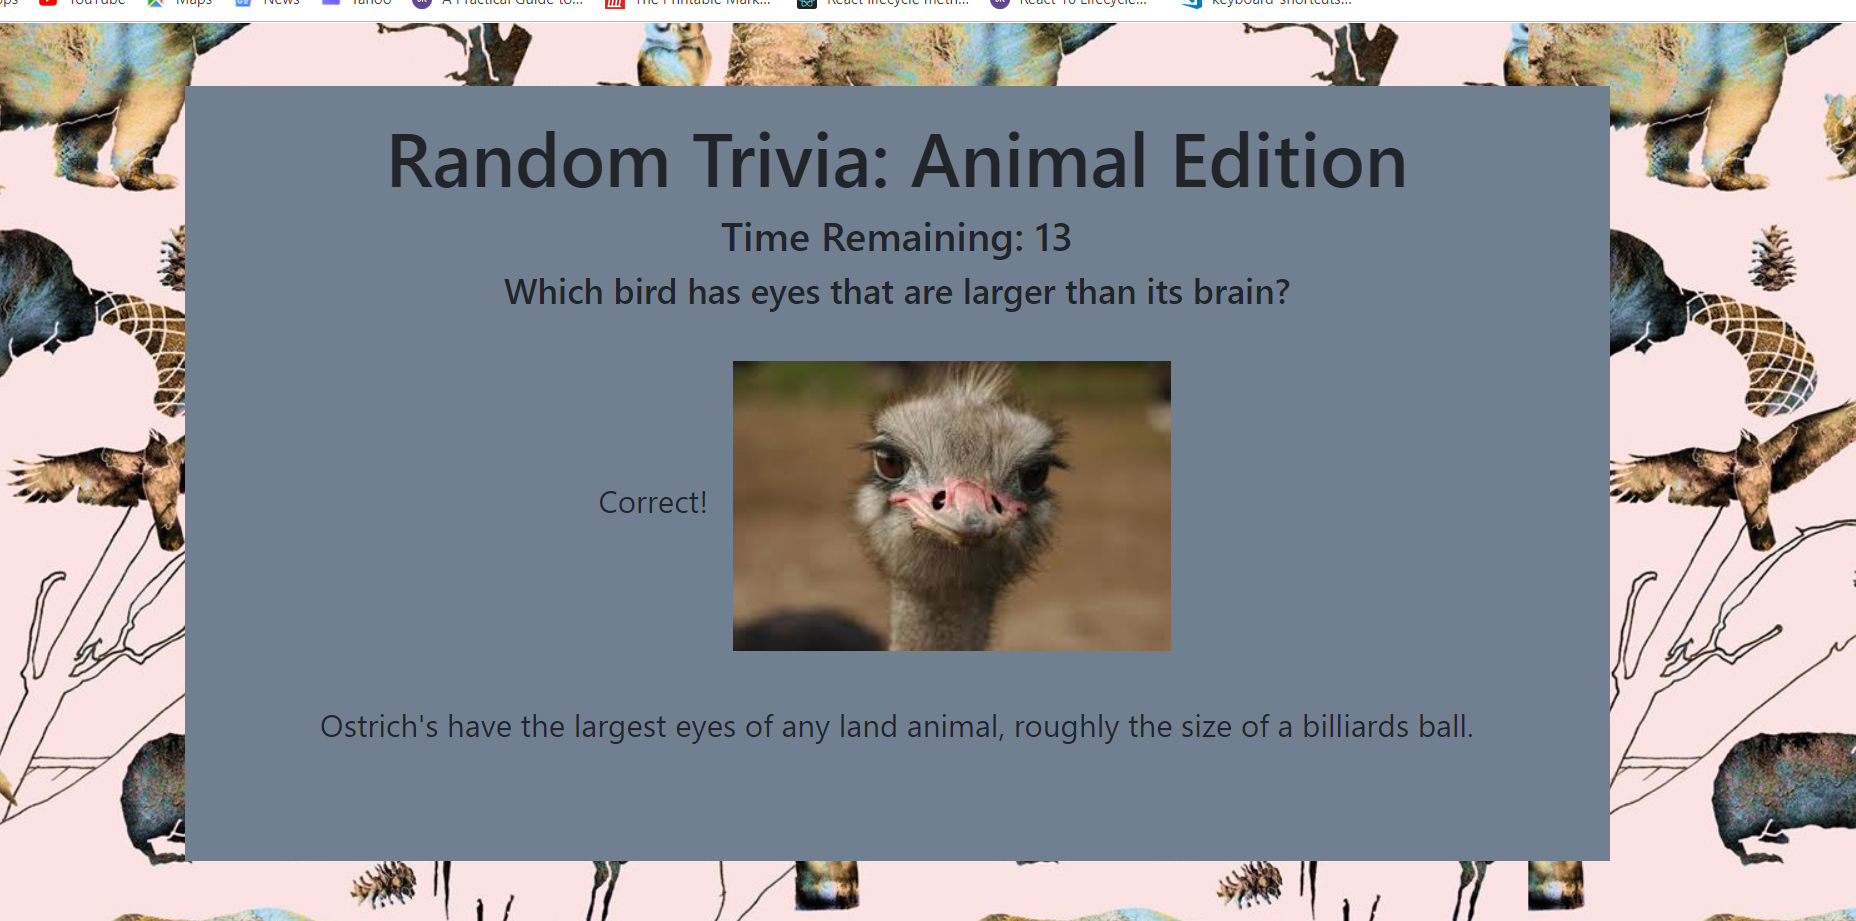 YouTube Maps News Yahoo A Practical Guide to... The Printable Mark... React lifecycle meth... React 16 Lifecycle... keyboard-shortcuts...
Random Trivia: Animal Edition
Time Remaining: 13
Which bird has eyes that are larger than its brain?
Correct!
Ostrich's have the largest eyes of any land animal, roughly the size of a billiards ball.